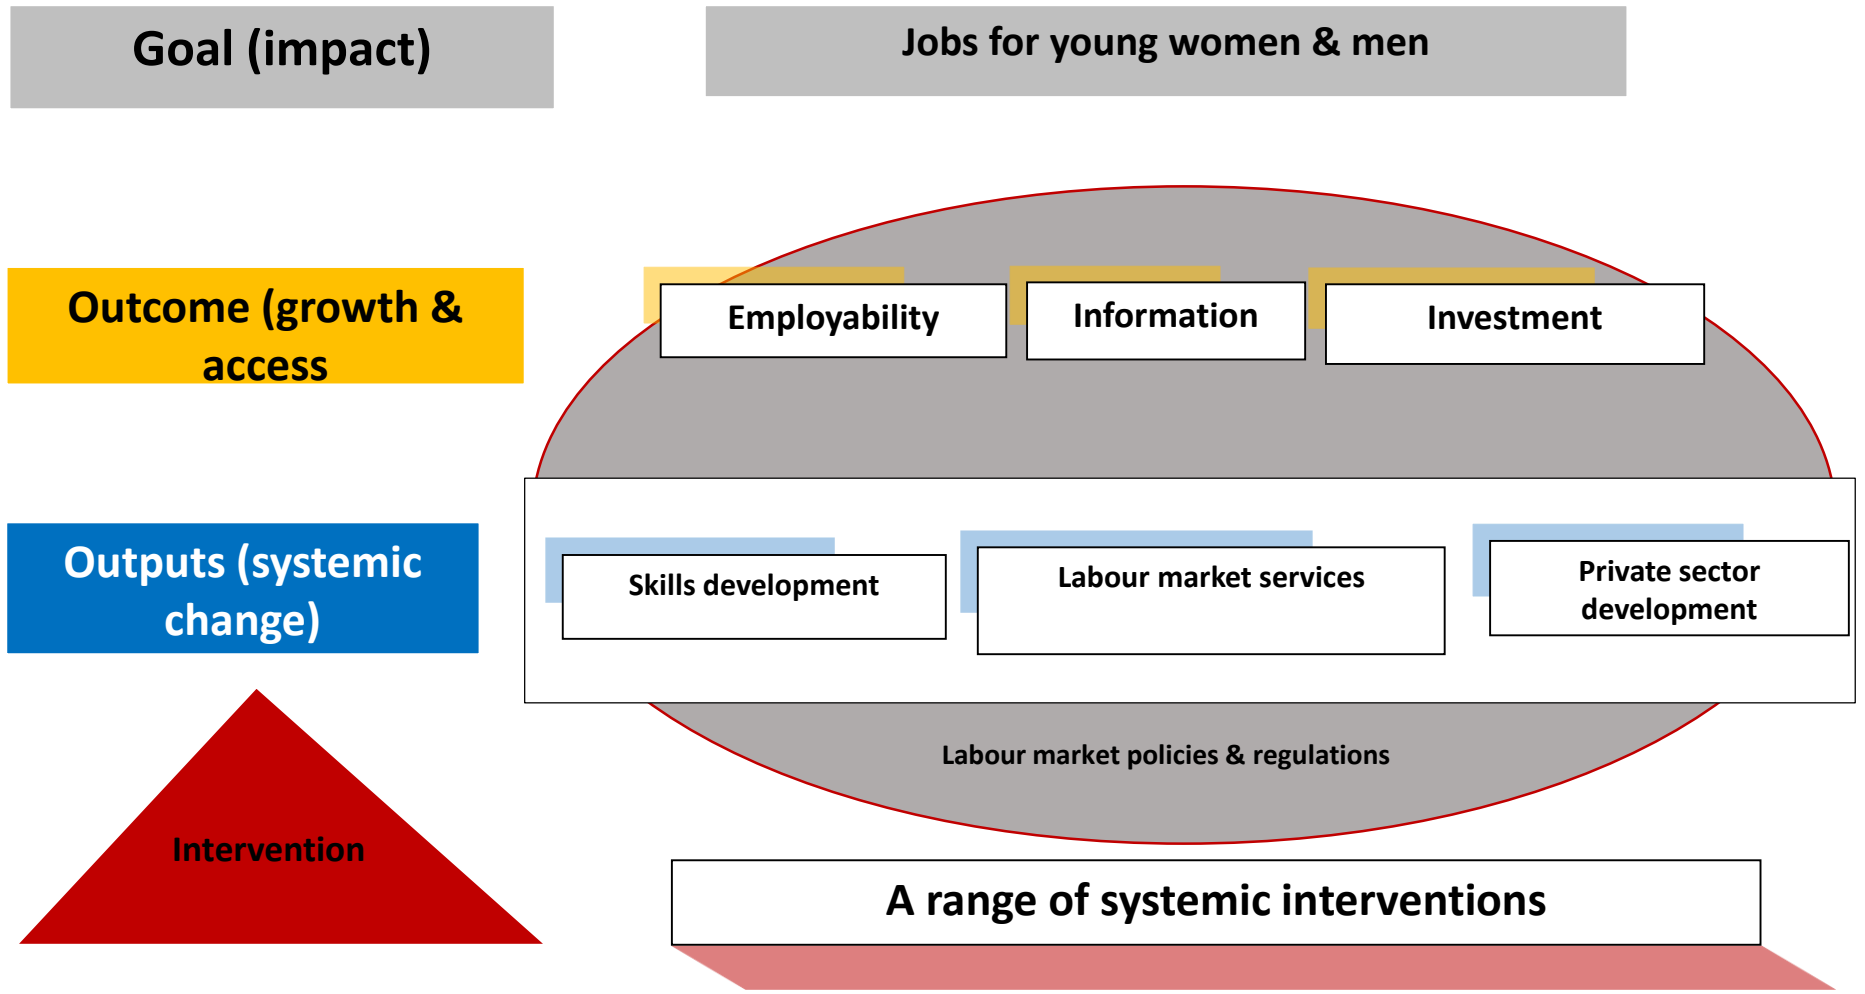 Goal (impact)
Jobs for young women & men
Outcome (growth &
access
Employability
Information
Investment
Outputs (systemic
change)
Skills development
Labour market services
Private sector
development
Labour market policies & regulations
Intervention
A range of systemic interventions